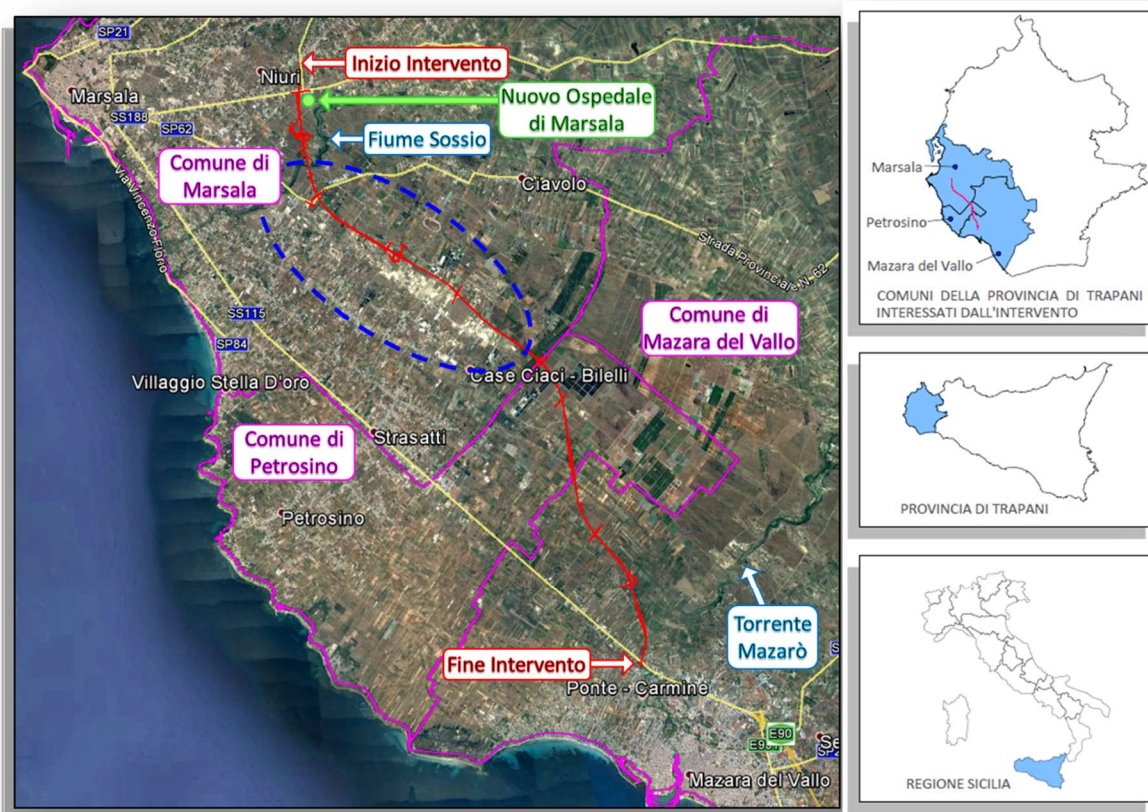 SP21
Inizio Intervento
Niuri
Marsala
Nuovo Ospedale
di Marsala
SS188
SP62
Fiume Sossio
Comune di
Marsala
Ciavolo
Via Vincenzo Florio
Strada Provinciale N. 62
SS115
SP84
Comune di
Mazara del Vallo
Villaggio Stella D'oro
Case Ciaci - Bilelli
Comune di
Petrosino
Strasatti
Petrosino
Torrente
Mazarò
Fine Intervento
Ponte - Carmine
E90
Mazara del Vallo
Marsala
Petrosino
Mazara del Vallo
COMUNI DELLA PROVINCIA DI TRAPANI
INTERESSATI DALL'INTERVENTO
PROVINCIA DI TRAPANI
REGIONE SICILIA